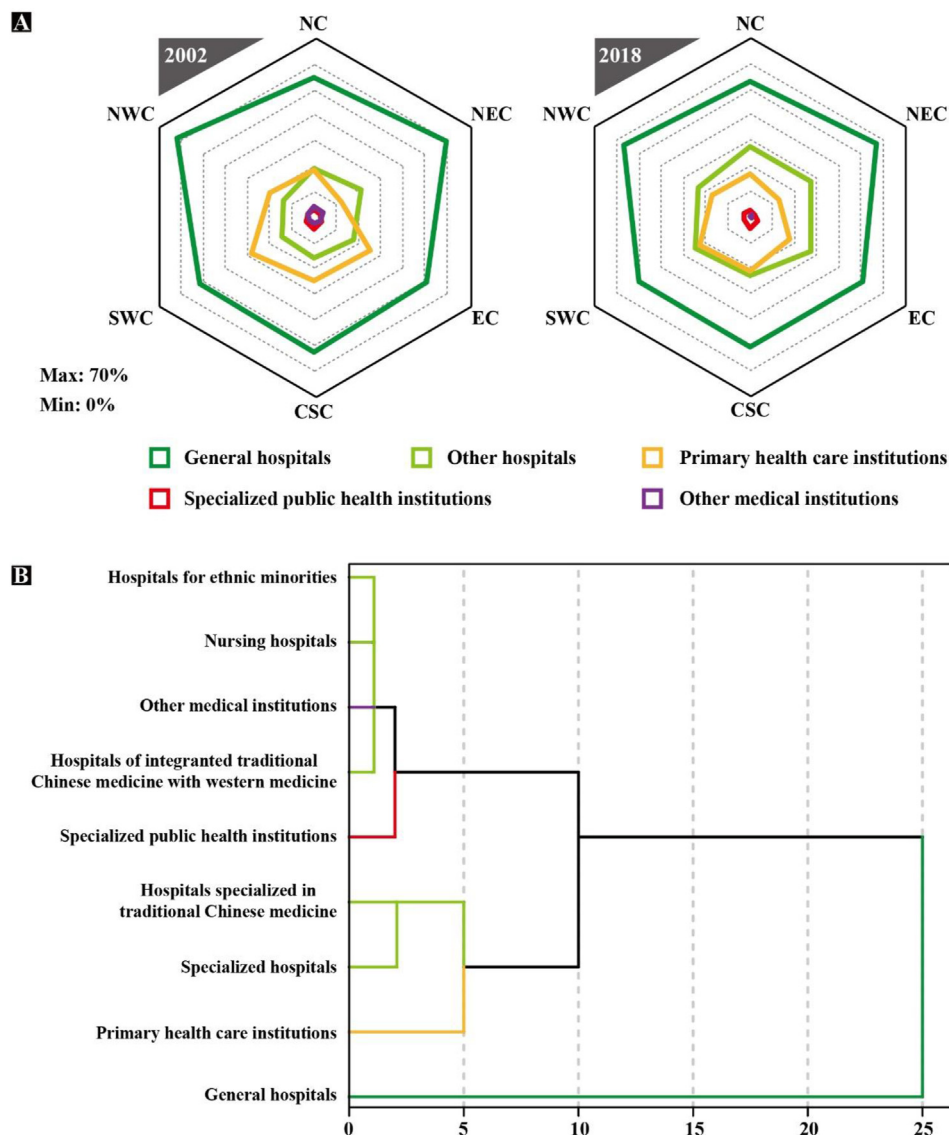 A
2002
NC
NWC
NEC
SWC
EC
CSC
2018
NC
NWC
NEC
SWC
EC
CSC
Max: 70%
Min: 0%
General hospitals
Other hospitals
Primary health care institutions
Specialized public health institutions
Other medical institutions
B
Hospitals for ethnic minorities
Nursing hospitals
Other medical institutions
Hospitals of integranted traditional
Chinese medicine with western medicine
Specialized public health institutions
Hospitals specialized in
traditional Chinese medicine
Specialized hospitals
Primary health care institutions
General hospitals
0 5 10 15 20 25